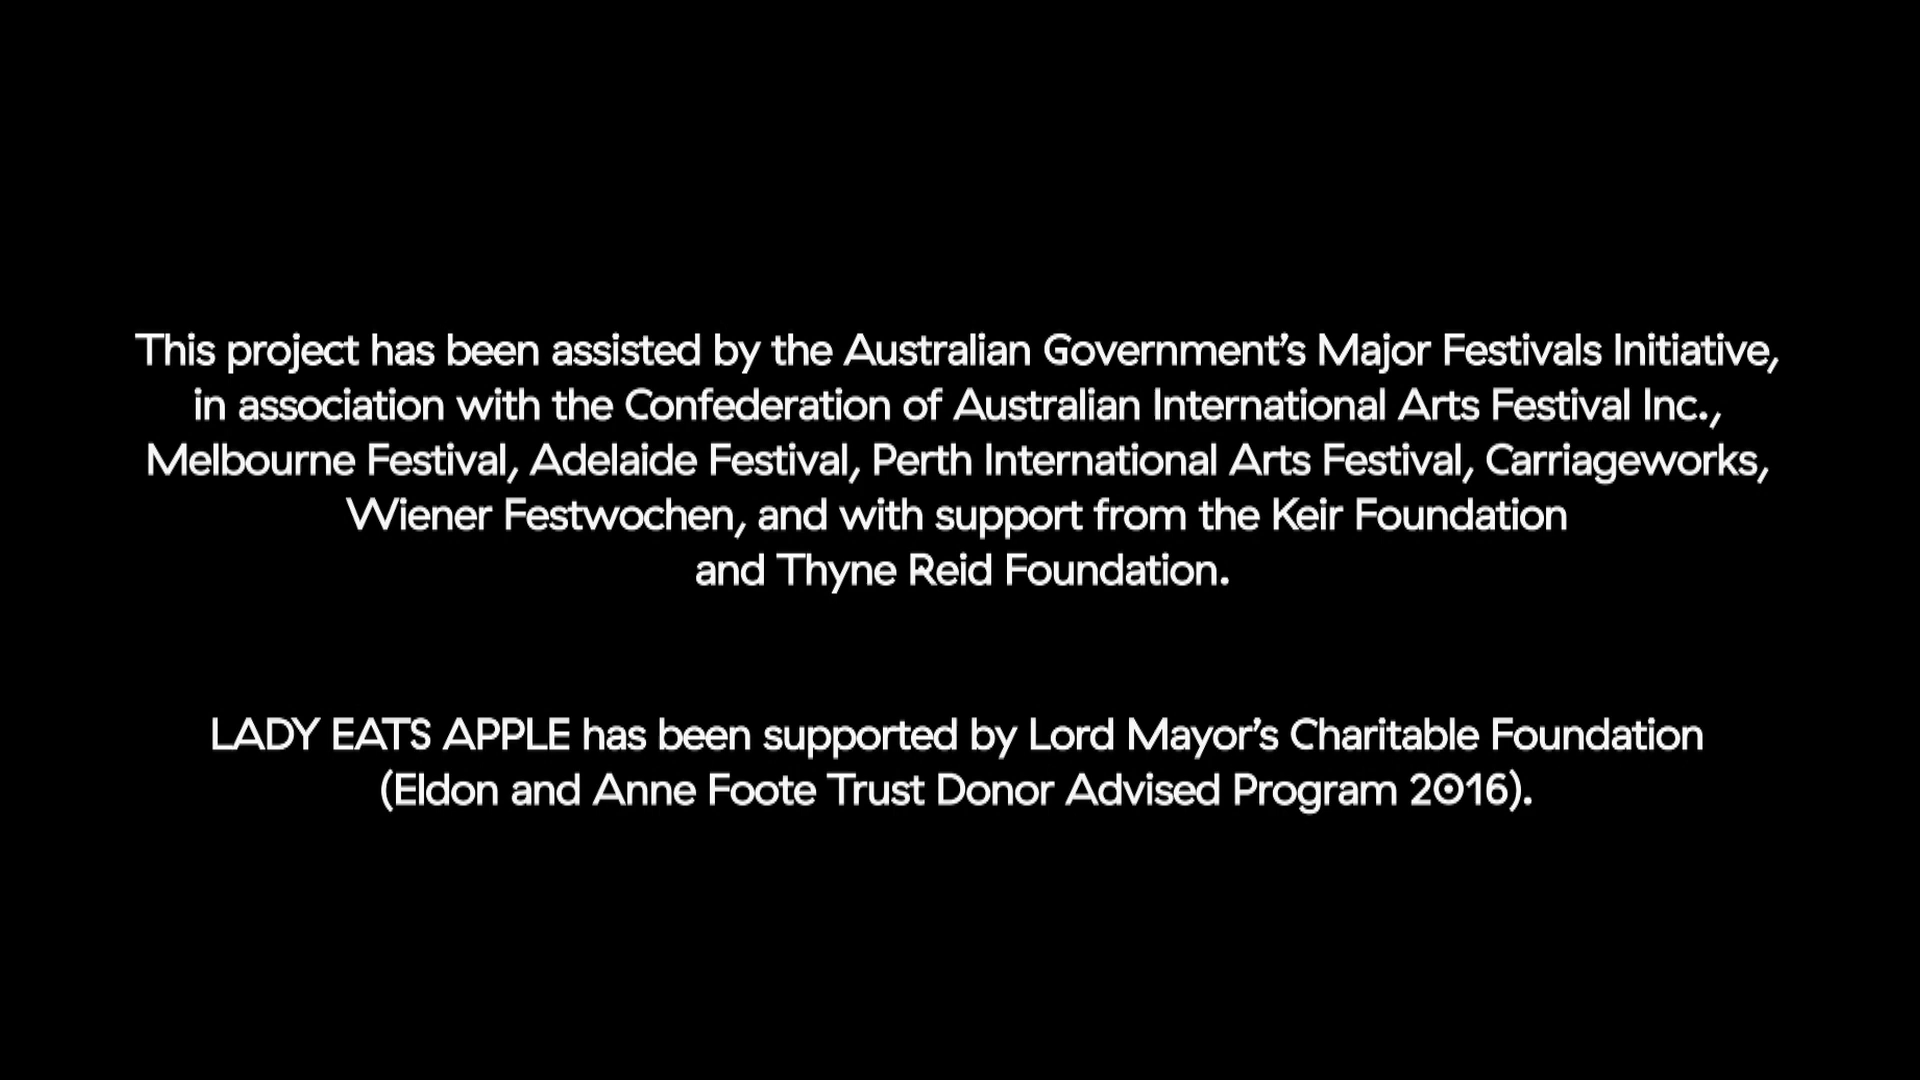 This project has been assisted by the Australian Government’s Major Festivals Initiative,
in association with the Confederation of Australian International Arts Festival Inc.,
Melbourne Festival, Adelaide Festival, Perth International Arts Festival, Carriageworks,
Wiener Festwochen, and with support from the Keir Foundation
and Thyne Reid Foundation.
LADY EATS APPLE has been supported by Lord Mayor’s Charitable Foundation
(Eldon and Anne Foote Trust Donor Advised Program 2016).